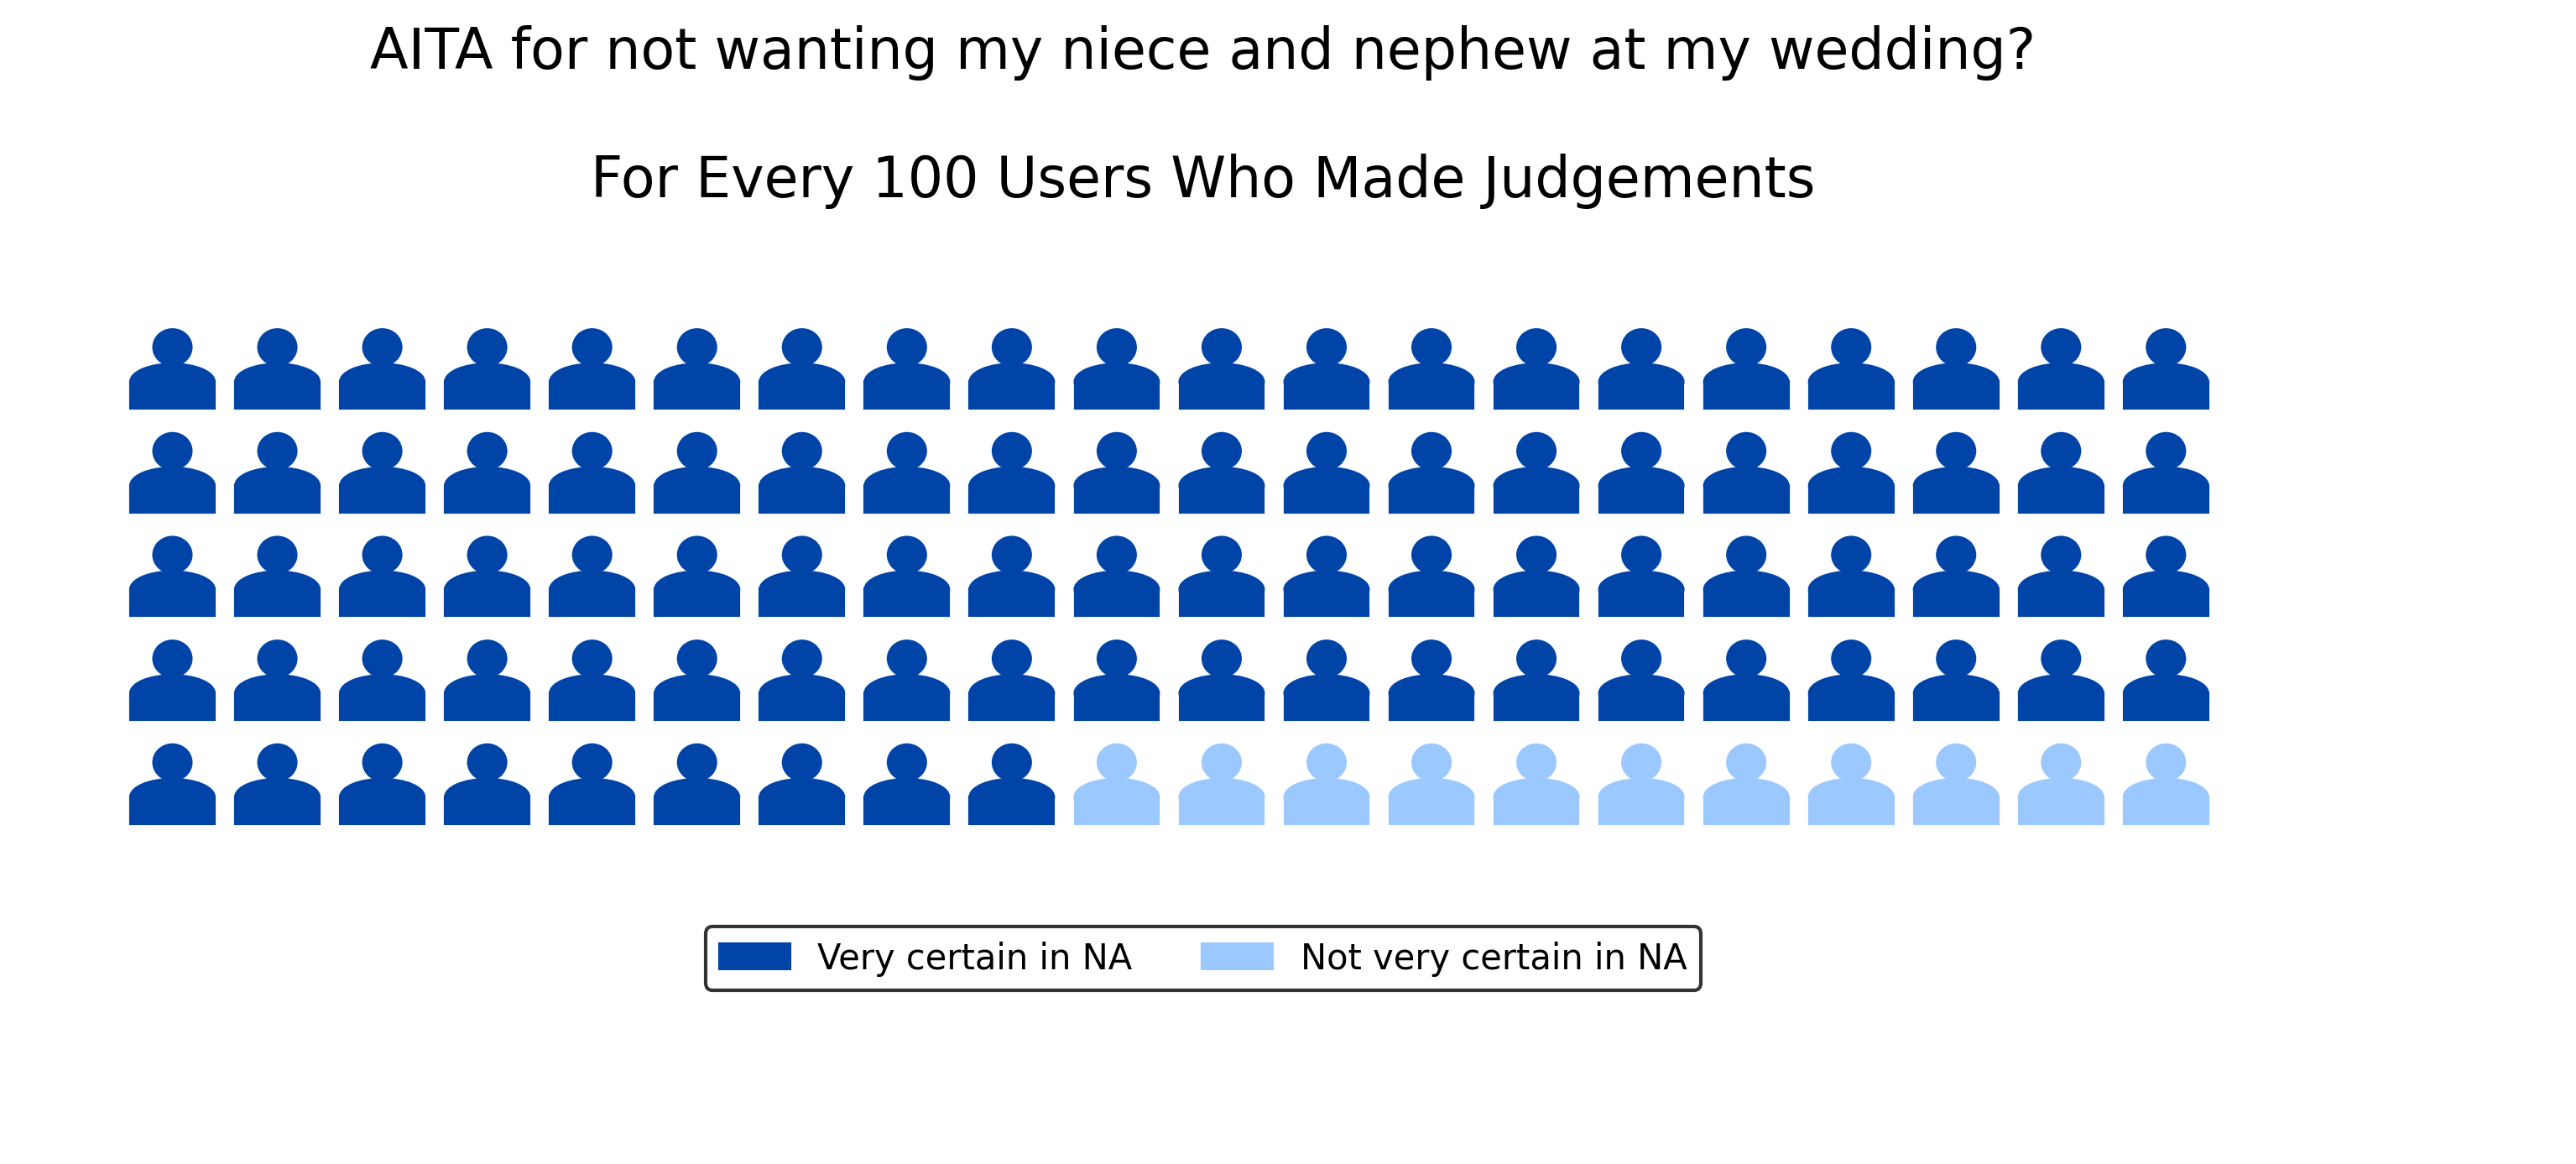 AITA for not wanting my niece and nephew at my wedding?
For Every 100 Users Who Made Judgements
Very certain in NA
Not very certain in NA